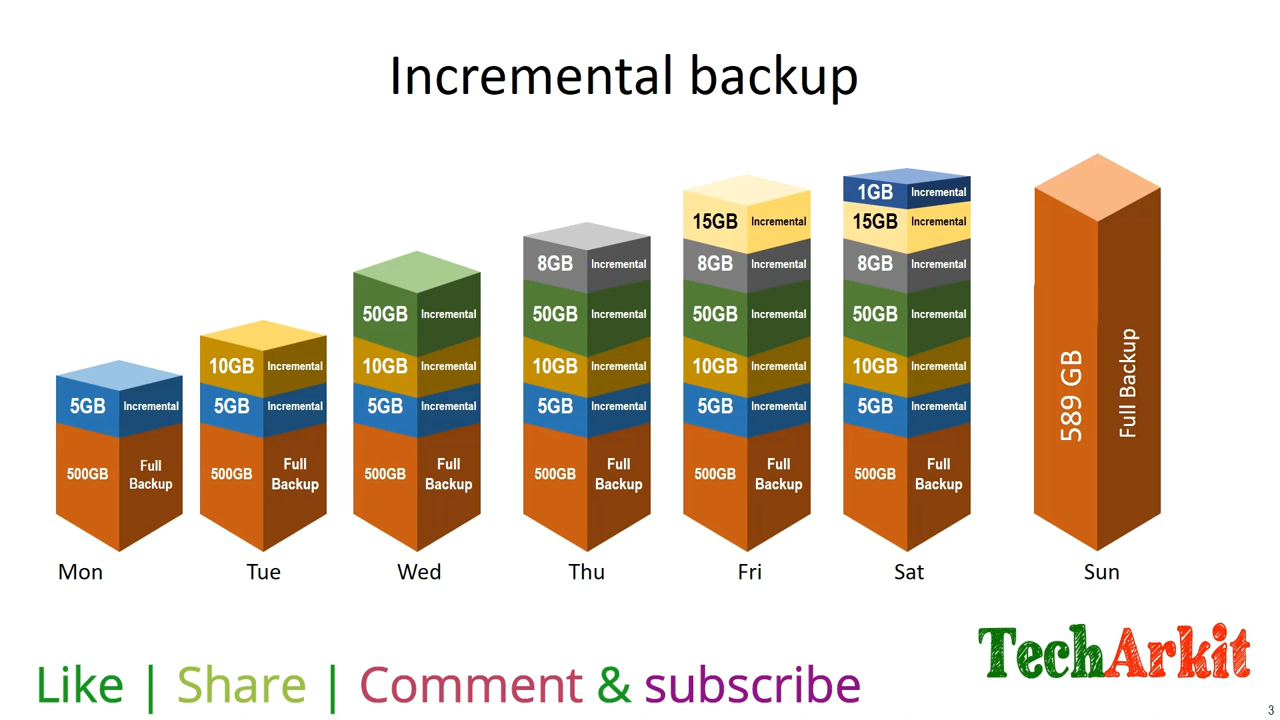 Incremental backup
5GB Incremental
500GB Full Backup
Mon
10GB Incremental
5GB Incremental
500GB Full Backup
Tue
50GB Incremental
10GB Incremental
5GB Incremental
500GB Full Backup
Wed
8GB Incremental
50GB Incremental
10GB Incremental
5GB Incremental
500GB Full Backup
Thu
15GB Incremental
8GB Incremental
50GB Incremental
10GB Incremental
5GB Incremental
500GB Full Backup
Fri
1GB Incremental
15GB Incremental
8GB Incremental
50GB Incremental
10GB Incremental
5GB Incremental
500GB Full Backup
Sat
589 GB
Full Backup
Sun
TechArkit
Like | Share | Comment & subscribe
3